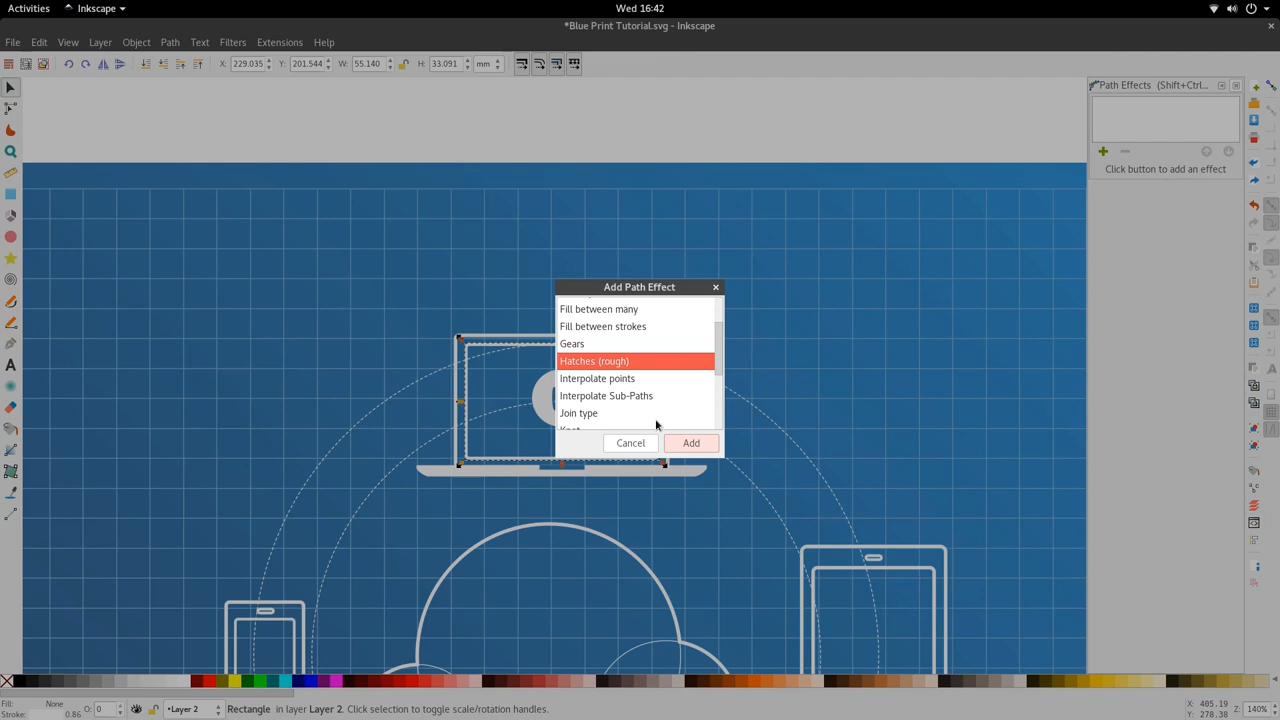 Activities
Inkscape
Wed 16:42
*Blue Print Tutorial.svg - Inkscape
File Edit View Layer Object Path Text Filters Extensions Help
X: 229.035 Y: 201.544 W: 55.140 H: 33.091 mm
Path Effects (Shift+Ctrl...
Click button to add an effect
Add Path Effect
Fill between many
Fill between strokes
Gears
Hatches (rough)
Interpolate points
Interpolate Sub-Paths
Join type
Cancel Add
Fill: None
Stroke: 0.86
O: 0
•Layer 2
Rectangle in layer Layer 2. Click selection to toggle scale/rotation handles.
X: 405.19
Y: 278.38
Z: 140%